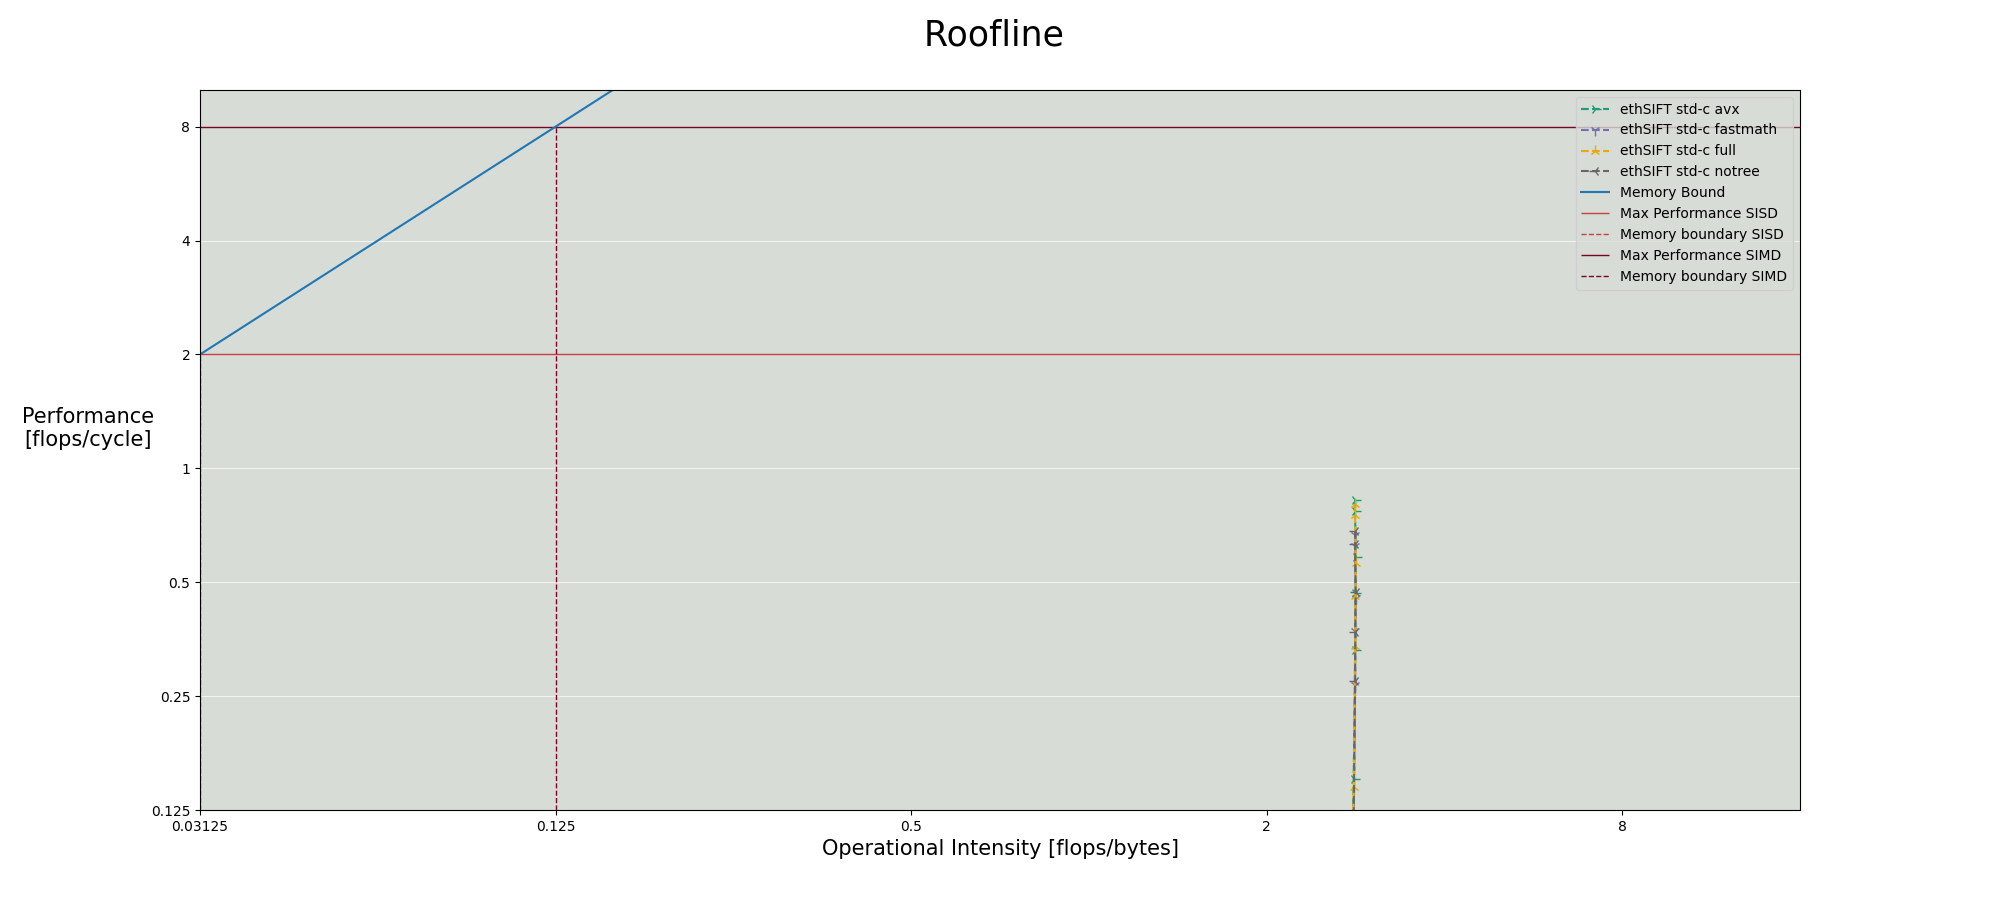 Roofline
ethSIFT std-c avx
ethSIFT std-c fastmath
ethSIFT std-c full
ethSIFT std-c notree
Memory Bound
Max Performance SISD
Memory boundary SISD
Max Performance SIMD
Memory boundary SIMD
8
4
2
1
0.5
0.25
0.125
Performance
[flops/cycle]
0.03125
0.125
0.5
2
8
Operational Intensity [flops/bytes]